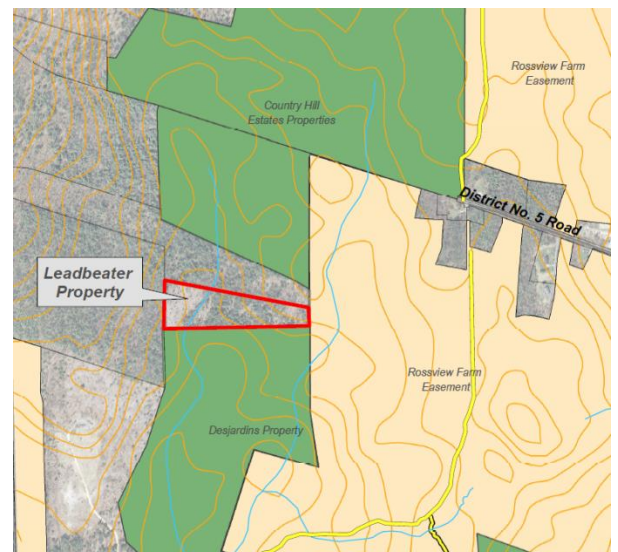 Rossview Farm
Easement
Country Hill
Estates Properties
District No. 5 Road
Leadbeater
Property
Rossview Farm
Easement
Desjardins Property